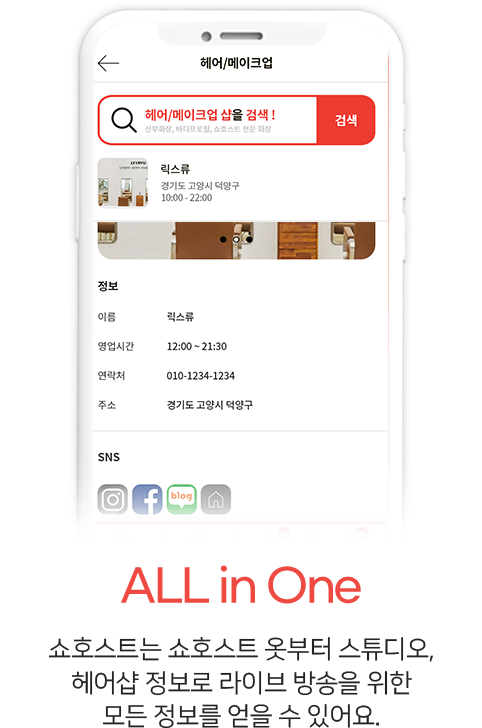 헤어/메이크업
헤어/메이크업 샵을 검색 !
신부화장, 바디프로필, 쇼호스트 전문 화장
검색
릭스류
경기도 고양시 덕양구
10:00 - 22:00
정보
이름 릭스류
영업시간 12:00 ~ 21:30
연락처 010-1234-1234
주소 경기도 고양시 덕양구
SNS
blog
ALL in One
쇼호스트는 쇼호스트 옷부터 스튜디오,
헤어샵 정보로 라이브 방송을 위한
모든 정보를 얻을 수 있어요.